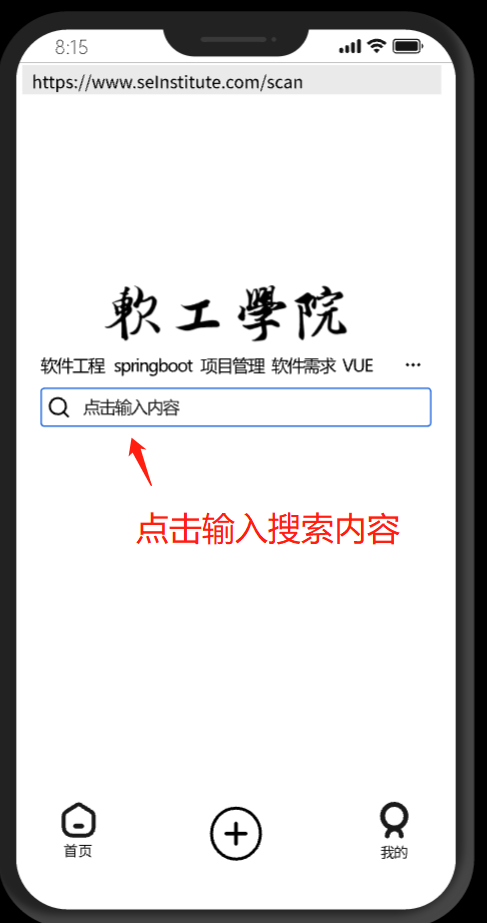 8:15
https://www.seInstitute.com/scan
軟工學院
软件工程 springboot 项目管理 软件需求 VUE ···
点击输入内容
点击输入搜索内容
首页
我的